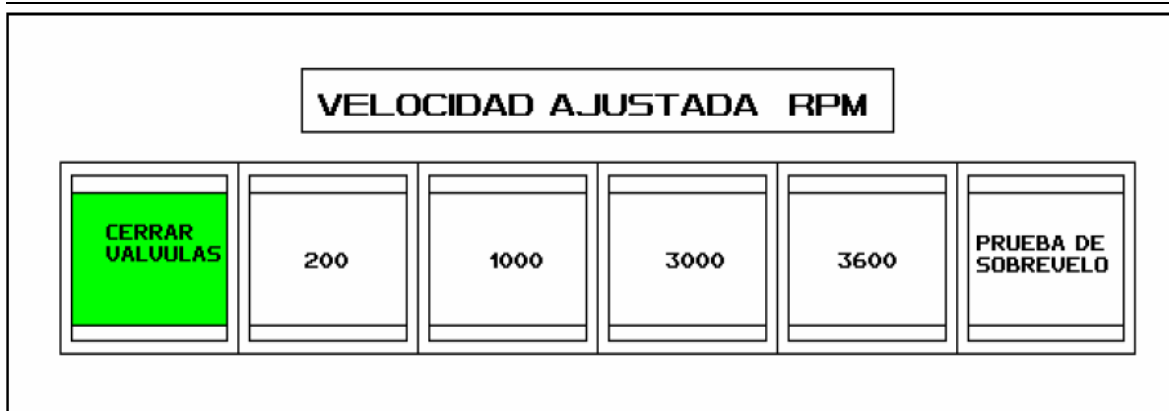 VELOCIDAD AJUSTADA RPM
CERRAR
VALVULAS
200
1000
3000
3600
PRUEBA DE
SOBREVELO